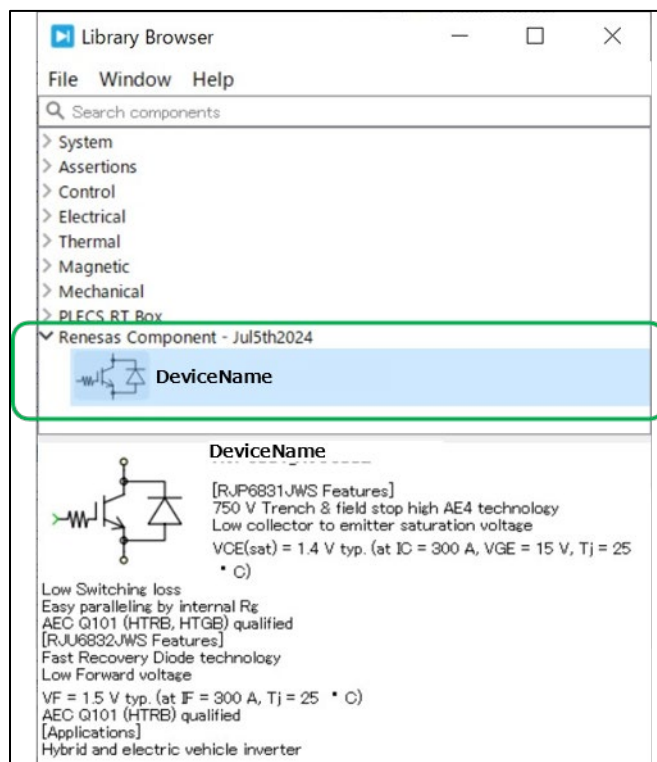 Library Browser
File Window Help
Search components
System
Assertions
Control
Electrical
Thermal
Magnetic
Mechanical
PLECS RT Box
Renesas Component - Jul5th2024
DeviceName
DeviceName
[RJP6831JWS Features]
750 V Trench & field stop high AE4 technology
Low collector to emitter saturation voltage
VCE(sat) = 1.4 V typ. (at IC = 300 A, VGE = 15 V, Tj = 25
° C)
Low Switching loss
Easy paralleling by internal Rg
AEC Q101 (HTRB, HTGB) qualified
[RJU6832JWS Features]
Fast Recovery Diode technology
Low Forward voltage
VF = 1.5 V typ. (at IF = 300 A, Tj = 25 ° C)
AEC Q101 (HTRB) qualified
[Applications]
Hybrid and electric vehicle inverter